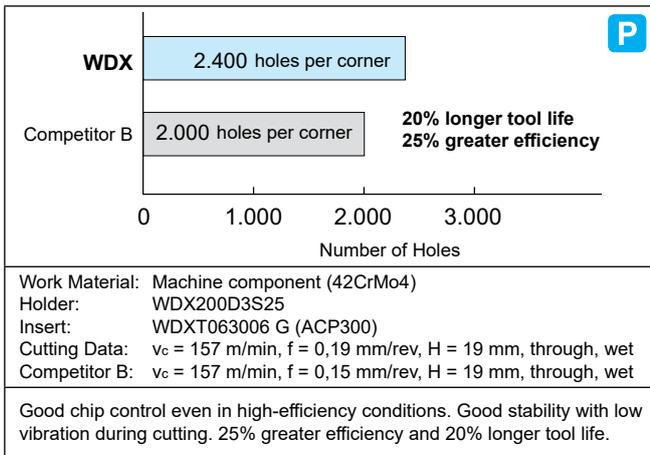 P
WDX
2.400 holes per corner
Competitor B
2.000 holes per corner
20% longer tool life
25% greater efficiency
0 1.000 2.000 3.000
Number of Holes
Work Material: Machine component (42CrMo4)
Holder: WDX200D3S25
Insert: WDXT063006 G (ACP300)
Cutting Data: vc = 157 m/min, f = 0,19 mm/rev, H = 19 mm, through, wet
Competitor B: vc = 157 m/min, f = 0,15 mm/rev, H = 19 mm, through, wet
Good chip control even in high-efficiency conditions. Good stability with low
vibration during cutting. 25% greater efficiency and 20% longer tool life.